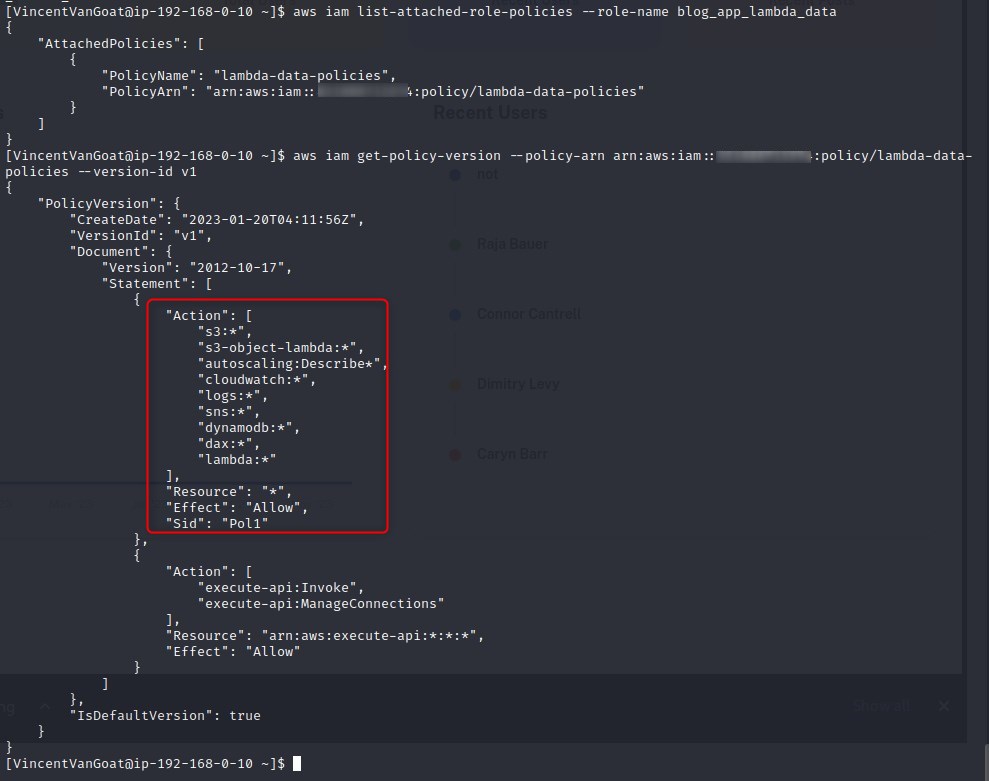 [VincentVanGoat@ip-192-168-0-10 ~]$ aws iam list-attached-role-policies --role-name blog_app_lambda_data
{
    "AttachedPolicies": [
        {
            "PolicyName": "lambda-data-policies",
            "PolicyArn": "arn:aws:iam::4:policy/lambda-data-policies"
        }
    ]
}
Recent Users
[VincentVanGoat@ip-192-168-0-10 ~]$ aws iam get-policy-version --policy-arn arn:aws:iam:::policy/lambda-data-
policies --version-id v1
not
{
    "PolicyVersion": {
        "CreateDate": "2023-01-20T04:11:56Z",
        "VersionId": "v1",
        "Document": {
            "Version": "2012-10-17",
            "Statement": [
                {
                    "Action": [
                        "s3:*",
                        "s3-object-lambda:*",
                        "autoscaling:Describe*",
                        "cloudwatch:*",
                        "logs:*",
                        "sns:*",
                        "dynamodb:*",
                        "dax:*",
                        "lambda:*"
                    ],
                    "Resource": "*",
                    "Effect": "Allow",
                    "Sid": "Pol1"
                },
                {
                    "Action": [
                        "execute-api:Invoke",
                        "execute-api:ManageConnections"
                    ],
                    "Resource": "arn:aws:execute-api:*:*:*",
                    "Effect": "Allow"
                }
            ]
        },
        "IsDefaultVersion": true
    }
}
Raja Bauer
Connor Cantrell
Dimitry Levy
Caryn Barr
Show all
[VincentVanGoat@ip-192-168-0-10 ~]$